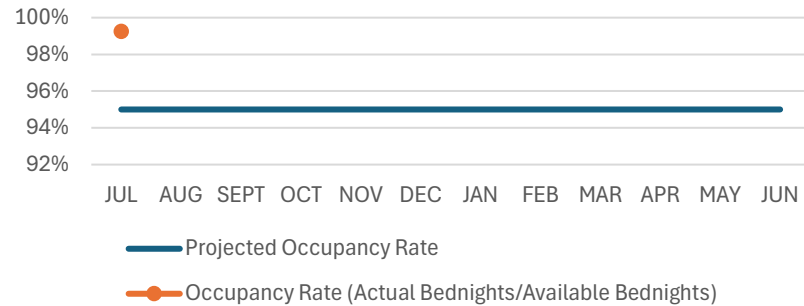 100%
98%
96%
94%
92%
JUL AUG SEPT OCT NOV DEC JAN FEB MAR APR MAY JUN
Projected Occupancy Rate
Occupancy Rate (Actual Bednights/Available Bednights)